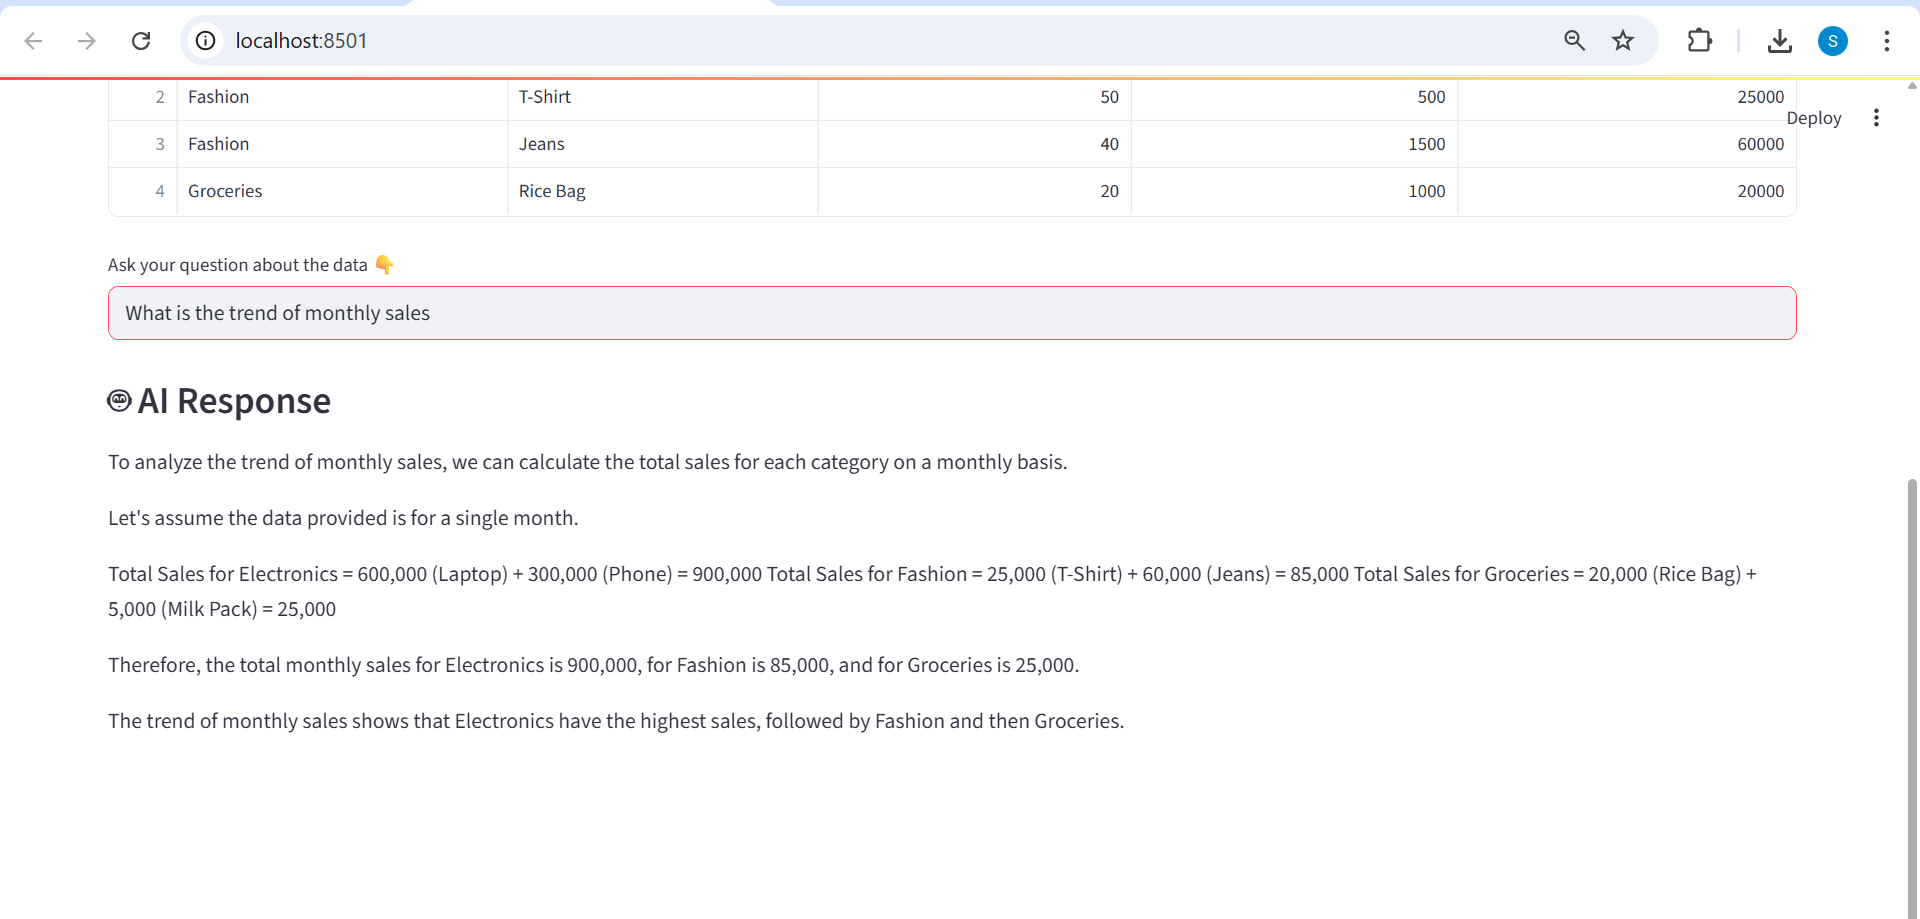 localhost:8501
S
2 Fashion T-Shirt 50 500 25000
Deploy
3 Fashion Jeans 40 1500 60000
4 Groceries Rice Bag 20 1000 20000
Ask your question about the data 👇
What is the trend of monthly sales
AI Response
To analyze the trend of monthly sales, we can calculate the total sales for each category on a monthly basis.
Let's assume the data provided is for a single month.
Total Sales for Electronics = 600,000 (Laptop) + 300,000 (Phone) = 900,000 Total Sales for Fashion = 25,000 (T-Shirt) + 60,000 (Jeans) = 85,000 Total Sales for Groceries = 20,000 (Rice Bag) +
5,000 (Milk Pack) = 25,000
Therefore, the total monthly sales for Electronics is 900,000, for Fashion is 85,000, and for Groceries is 25,000.
The trend of monthly sales shows that Electronics have the highest sales, followed by Fashion and then Groceries.